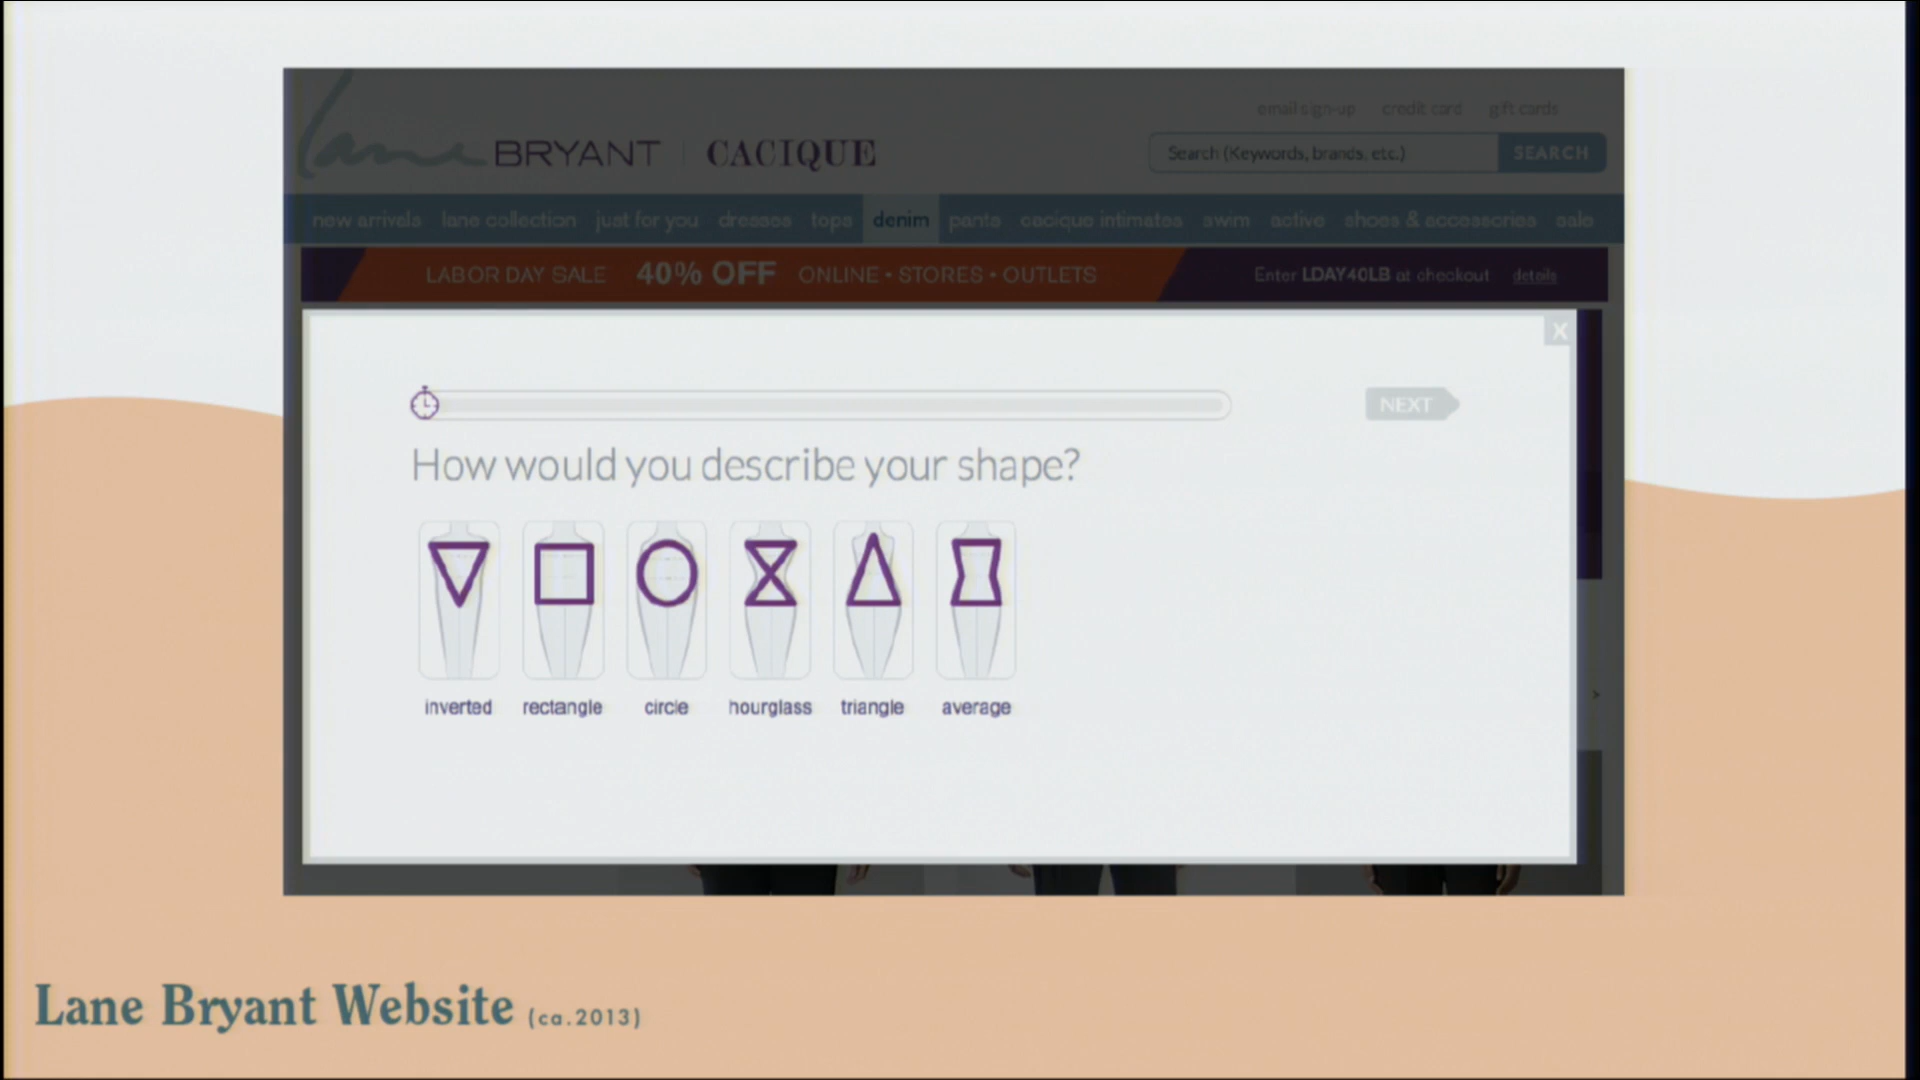 email sign-up credit card gift cards
lane BRYANT | CACIQUE
Search (Keywords, brands, etc.) SEARCH
new arrivals lane collection just for you dresses tops denim pants cacique intimates swim active shoes & accessories sale
LABOR DAY SALE 40% OFF ONLINE • STORES • OUTLETS Enter LDAY40LB at checkout details
X
NEXT
How would you describe your shape?
inverted rectangle circle hourglass triangle average
Lane Bryant Website (ca.2013)